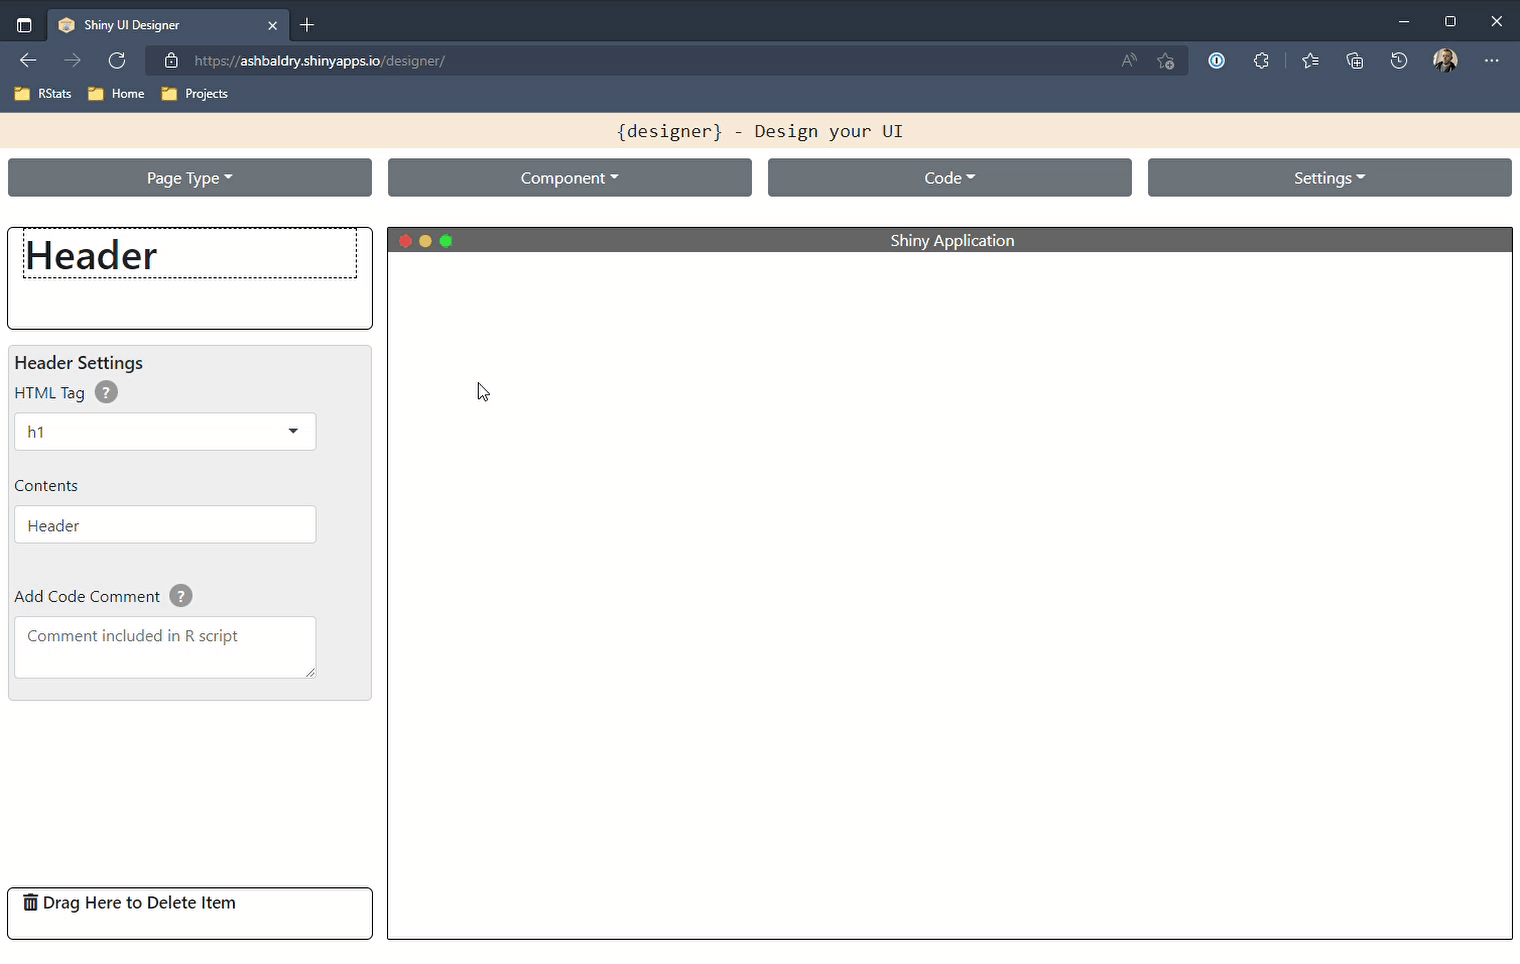 Shiny UI Designer
https://ashbaldry.shinyapps.io/designer/
RStats
Home
Projects
{designer} - Design your UI
Page Type
Component
Code
Settings
Header
Shiny Application
Header Settings
HTML Tag ?
h1
Contents
Header
Add Code Comment ?
Comment included in R script
Drag Here to Delete Item